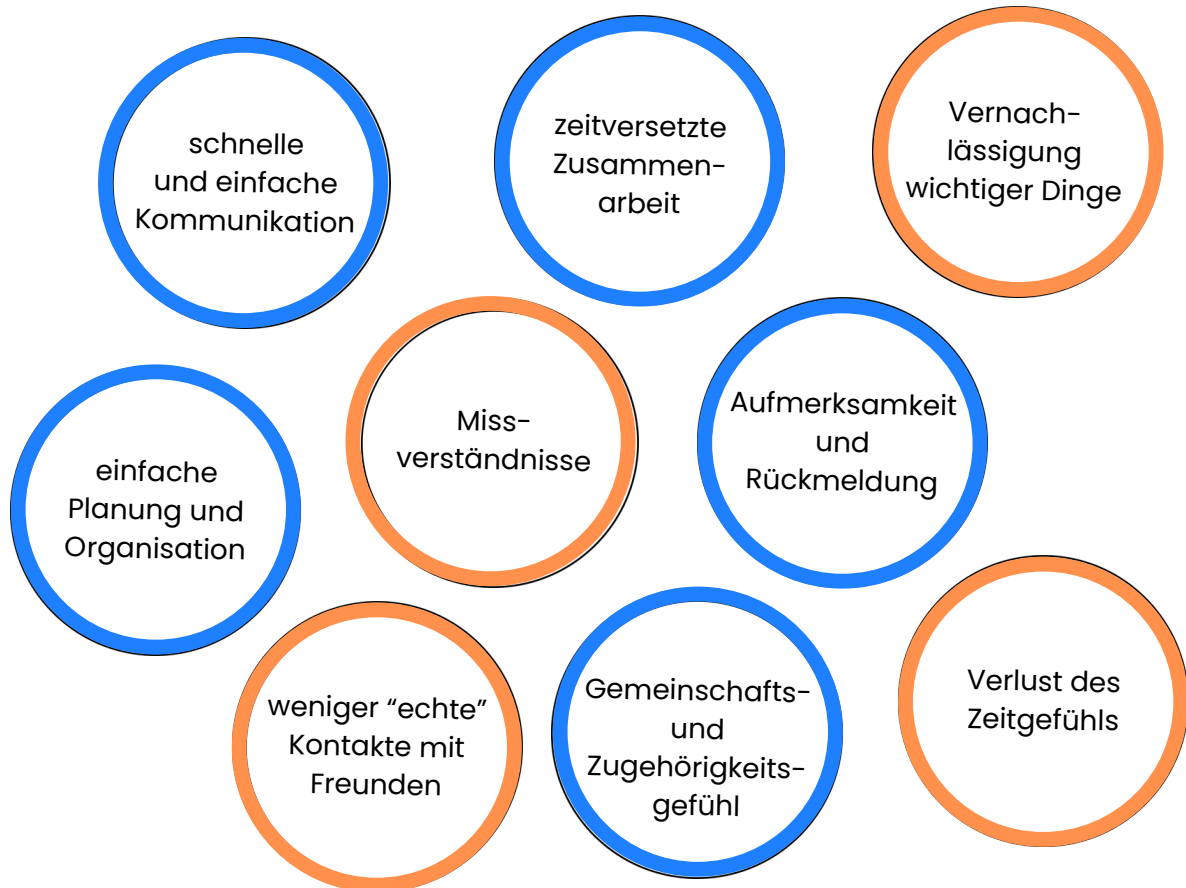 schnelle
und einfache
Kommunikation
zeitversetzte
Zusammen-
arbeit
Vernach-
lässigung
wichtiger Dinge
einfache
Planung und
Organisation
Miss-
verständnisse
Aufmerksamkeit
und
Rückmeldung
weniger “echte”
Kontakte mit
Freunden
Gemeinschafts-
und
Zugehörigkeits-
gefühl
Verlust des
Zeitgefühls